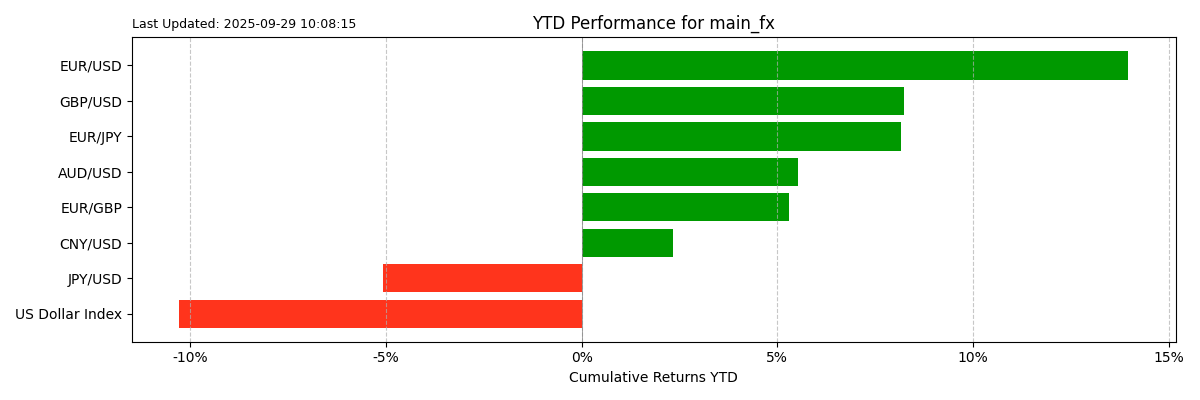 Last Updated: 2025-09-29 10:08:15
YTD Performance for main_fx
EUR/USD
GBP/USD
EUR/JPY
AUD/USD
EUR/GBP
CNY/USD
JPY/USD
US Dollar Index
-10% -5% 0% 5% 10% 15%
Cumulative Returns YTD